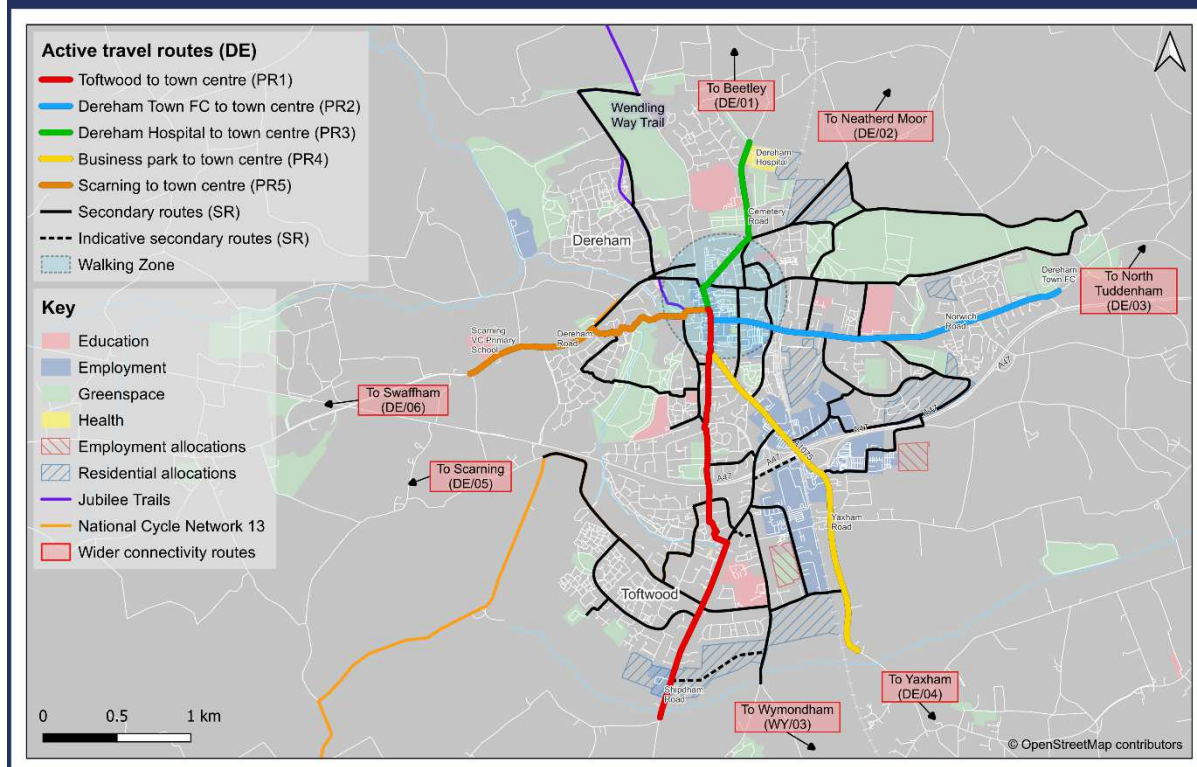 Active travel routes (DE)
Toftwood to town centre (PR1)
Dereham Town FC to town centre (PR2)
Dereham Hospital to town centre (PR3)
Business park to town centre (PR4)
Scarning to town centre (PR5)
Secondary routes (SR)
Indicative secondary routes (SR)
Walking Zone
Key
Education
Employment
Greenspace
Health
Employment allocations
Residential allocations
Jubilee Trails
National Cycle Network 13
Wider connectivity routes
0 0.5 1 km
To Beetley
(DE/01)
To Neatherd Moor
(DE/02)
Wendling
Way Trail
Dereham
Hospital
Cemetery
Road
Dereham
Dereham
Town FC
To North
Tuddenham
(DE/03)
Norwich
Road
Scarning
VC Primary
School
Dereham
Road
A47
A47
To Swaffham
(DE/06)
A47
A1075
A47
To Scarning
(DE/05)
Yaxham
Road
Toftwood
Shipdham
Road
To Yaxham
(DE/04)
To Wymondham
(WY/03)
© OpenStreetMap contributors